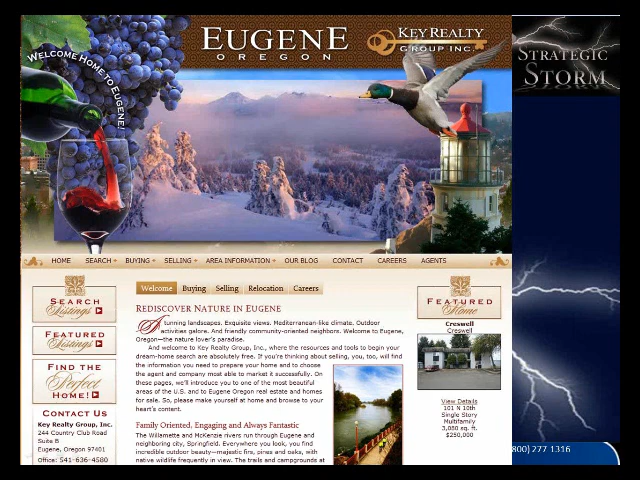 EUGENE
OREGON
KEY REALTY
GROUP INC.
WELCOME HOME TO EUGENE!
STRATEGIC
STORM
HOME SEARCH BUYING SELLING AREA INFORMATION OUR BLOG CONTACT CAREERS AGENTS
SEARCH
Listings
FEATURED
Listings
FIND THE
Perfect
HOME!
CONTACT US
Key Realty Group, Inc.
244 Country Club Road
Suite B
Eugene, Oregon 97401
Office: 541-636-4580
Welcome Buying Selling Relocation Careers
REDISCOVER NATURE IN EUGENE
Stunning landscapes. Exquisite views. Mediterranean-like climate. Outdoor
activities galore. And friendly community-oriented neighbors. Welcome to Eugene,
Oregon—the nature lover's paradise.
And welcome to Key Realty Group, Inc., where the resources and tools to begin your
dream-home search are absolutely free. If you're thinking about selling, you, too, will find
the information you need to prepare your home and to choose
the agent and company most able to market it successfully. On
these pages, we'll introduce you to one of the most beautiful
areas of the U.S. and to Eugene Oregon real estate and homes
for sale. So, please make yourself at home and browse to your
heart's content.
Family Oriented, Engaging and Always Fantastic
The Willamette and McKenzie rivers run through Eugene and
neighboring city, Springfield. Everywhere you look, you find
incredible outdoor beauty—majestic firs, pines and oaks, with
native wildlife frequently in view. The trails and campgrounds at
FEATURED
Home
Creswell
Creswell
View Details
101 N 10th
Single Story
Multifamily
3,080 sq. ft.
$250,000
(800) 277 1316